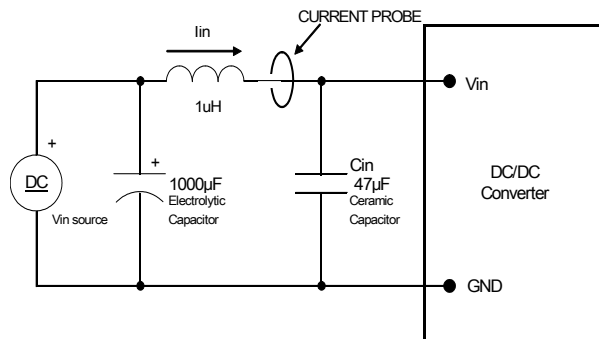 CURRENT PROBE
Iin
1uH
Vin
+
DC
Vin source
+
1000µF
Electrolytic
Capacitor
Cin
47µF
Ceramic
Capacitor
DC/DC
Converter
GND